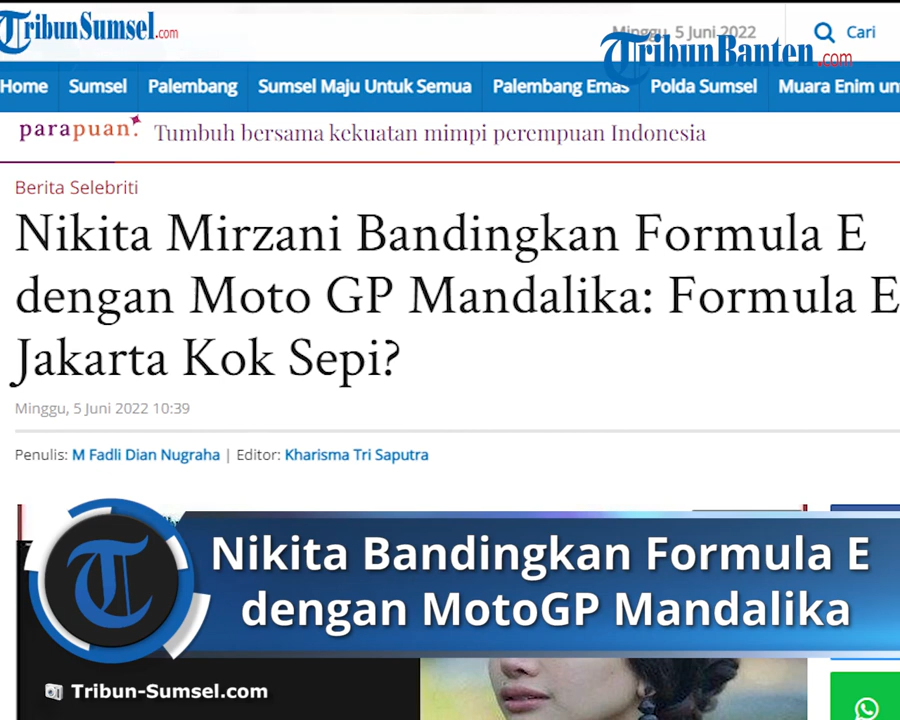 TribunSumsel.com
Minggu, 5 Juni 2022
Cari
TribunBanten.com
Home Sumsel Palembang Sumsel Maju Untuk Semua Palembang Emas Polda Sumsel Muara Enim un
parapuan. Tumbuh bersama kekuatan mimpi perempuan Indonesia
Berita Selebriti
Nikita Mirzani Bandingkan Formula E
dengan Moto GP Mandalika: Formula E
Jakarta Kok Sepi?
Minggu, 5 Juni 2022 10:39
Penulis: M Fadli Dian Nugraha | Editor: Kharisma Tri Saputra
T
Nikita Bandingkan Formula E
dengan MotoGP Mandalika
Tribun-Sumsel.com